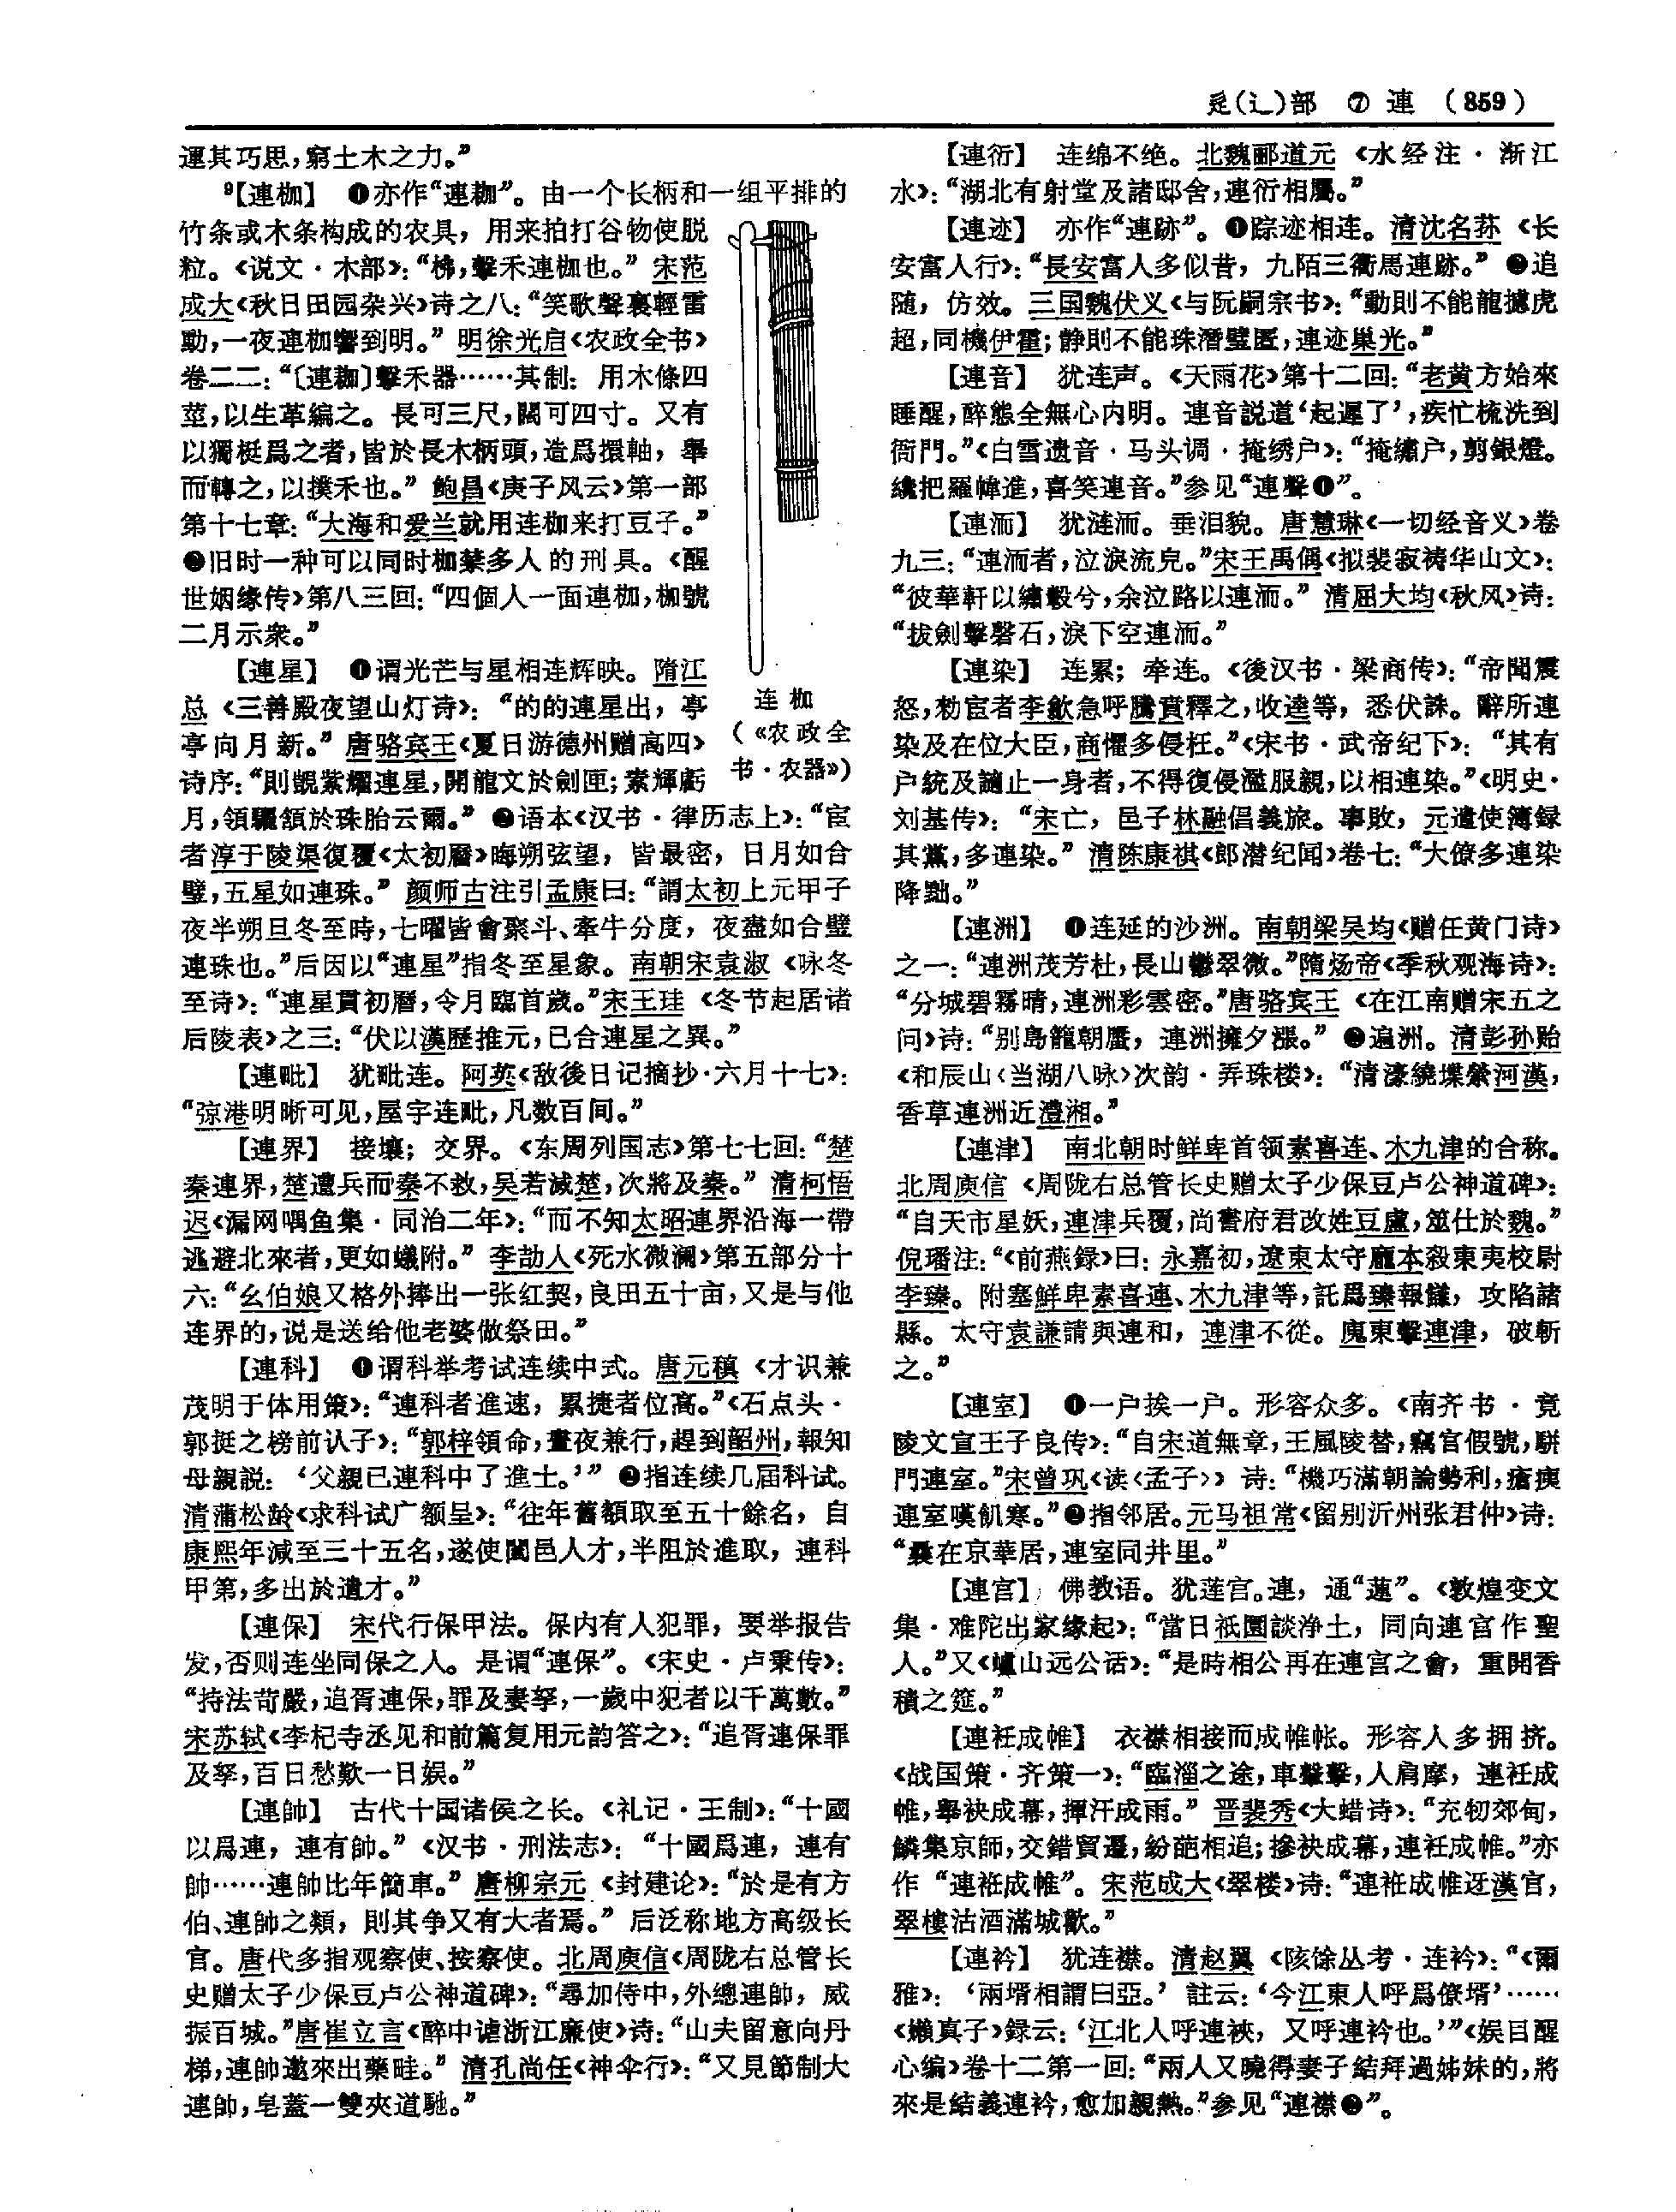 辵(辶)部 ⑦ 連 (859)
運其巧思,窮土木之力。”
⁹【連枷】 ❶亦作“連耞”。由一个长柄和一组平排的
竹条或木条构成的农具，用来拍打谷物使脱
粒。《说文·木部》：“柫，擊禾連枷也。”宋范
成大《秋日田园杂兴》诗之八：“笑歌聲裏輕雷
動，一夜連枷響到明。”明徐光启《农政全书》
卷二二：“〔連耞〕擊禾器……其制：用木條四
莖，以生革編之。長可三尺，闊可四寸。又有
以獨梃爲之者，皆於長木柄頭，造爲擐軸，舉
而轉之，以撲禾也。”鲍昌《庚子风云》第一部
第十七章：“大海和爱兰就用连枷来打豆子。”
❷旧时一种可以同时枷禁多人的刑具。《醒
世姻缘传》第八三回：“四個人一面連枷，枷號
二月示衆。”
连枷
（《农政全
书·农器》）
【連星】 ❶谓光芒与星相连辉映。隋江
总《三善殿夜望山灯诗》：“的的連星出，亭
亭向月新。”唐骆宾王《夏日游德州赠高四》
诗序：“則覬紫耀連星，開龍文於劍匣；素輝虧
月，領驪頷於珠胎云爾。”❷语本《汉书·律历志上》：“宦
者淳于陵渠復覆《太初曆》晦朔弦望，皆最密，日月如合
璧，五星如連珠。”颜师古注引孟康曰：“謂太初上元甲子
夜半朔旦冬至時，七曜皆會聚斗、牽牛分度，夜盡如合璧
連珠也。”后因以“連星”指冬至星象。南朝宋袁淑《咏冬
至诗》：“連星貫初曆，令月臨首歲。”宋王珪《冬节起居诸
后陵表》之三：“伏以漢歷推元，已合連星之異。”
【連毗】 犹毗连。阿英《敌後日记摘抄·六月十七》：
“弶港明晰可见，屋宇连毗，凡数百间。”
【連界】 接壤；交界。《东周列国志》第七七回：“楚
秦連界，楚遭兵而秦不救，吴若滅楚，次將及秦。”清柯悟
迟《漏网喁鱼集·同治二年》：“而不知太昭連界沿海一帶
逃避北來者，更如蟻附。”李劼人《死水微澜》第五部分十
六：“幺伯娘又格外捧出一张红契，良田五十亩，又是与他
连界的，说是送给他老婆做祭田。”
【連科】 ❶谓科举考试连续中式。唐元稹《才识兼
茂明于体用策》：“連科者進速，累捷者位高。”《石点头·
郭挺之榜前认子》：“郭梓領命，晝夜兼行，趕到韶州，報知
母親説：‘父親已連科中了進士。’”❷指连续几届科试。
清蒲松龄《求科试广额呈》：“往年舊額取至五十餘名，自
康熙年減至三十五名，遂使闔邑人才，半阻於進取，連科
甲第，多出於遺才。”
【連保】 宋代行保甲法。保内有人犯罪，要举报告
发，否则连坐同保之人。是谓“連保”。《宋史·卢秉传》：
“持法苛嚴，追胥連保，罪及妻孥，一歲中犯者以千萬數。”
宋苏轼《李杞寺丞见和前篇复用元韵答之》：“追胥連保罪
及孥，百日愁歎一日娱。”
【連帥】 古代十国诸侯之长。《礼记·王制》：“十國
以爲連，連有帥。”《汉书·刑法志》：“十國爲連，連有
帥……連帥比年簡車。”唐柳宗元《封建论》：“於是有方
伯、連帥之類，則其争又有大者焉。”后泛称地方高级长
官。唐代多指观察使、按察使。北周庾信《周陇右总管长
史赠太子少保豆卢公神道碑》：“尋加侍中，外總連帥，威
振百城。”唐崔立言《醉中谑浙江廉使》诗：“山夫留意向丹
梯，連帥邀來出藥畦。”清孔尚任《神伞行》：“又見節制大
連帥，皂蓋一雙夾道馳。”
【連衍】 连绵不绝。北魏郦道元《水经注·渐江
水》：“湖北有射堂及諸邸舍，連衍相屬。”
【連迹】 亦作“連跡”。❶踪迹相连。清沈名荪《长
安富人行》：“長安富人多似昔，九陌三衢馬連跡。”❷追
随，仿效。三国魏伏义《与阮嗣宗书》：“動則不能龍攄虎
超，同機伊霍；静則不能珠潛璧匿，連迹巢光。”
【連音】 犹连声。《天雨花》第十二回：“老黄方始來
睡醒，醉態全無心内明。連音説道‘起遲了’，疾忙梳洗到
衙門。”《白雪遗音·马头调·掩绣户》：“掩繡户，剪銀燈。
纔把羅幃進，喜笑連音。”参见“連聲❶”。
【連洏】 犹涟洏。垂泪貌。唐慧琳《一切经音义》卷
九三：“連洏者，泣淚流皃。”宋王禹偁《拟裴寂祷华山文》：
“彼華軒以繡轂兮，余泣路以連洏。”清屈大均《秋风》诗：
“拔劍擊磐石，淚下空連洏。”
【連染】 连累；牵连。《後汉书·梁商传》：“帝聞震
怒，勑宦者李歙急呼騰賁釋之，收逵等，悉伏誅。辭所連
染及在位大臣，商懼多侵枉。”《宋书·武帝纪下》：“其有
户統及謫止一身者，不得復侵濫服親，以相連染。”《明史·
刘基传》：“宋亡，邑子林融倡義旅。事敗，元遣使簿録
其黨，多連染。”清陈康祺《郎潜纪闻》卷七：“大僚多連染
降黜。”
【連洲】 ❶连延的沙洲。南朝梁吴均《赠任黄门诗》
之一：“連洲茂芳杜，長山鬱翠微。”隋炀帝《季秋观海诗》：
“分城碧霧晴，連洲彩雲密。”唐骆宾王《在江南赠宋五之
问》诗：“别島籠朝蜃，連洲擁夕漲。”❷遍洲。清彭孙贻
《和辰山〈当湖八咏〉次韵·弄珠楼》：“清濠繞堞縈河漢，
香草連洲近澧湘。”
【連津】 南北朝时鲜卑首领素喜连、木九津的合称。
北周庾信《周陇右总管长史赠太子少保豆卢公神道碑》：
“自天市星妖，連津兵覆，尚書府君改姓豆盧，筮仕於魏。”
倪璠注：“《前燕録》曰：永嘉初，遼東太守龐本殺東夷校尉
李臻。附塞鮮卑素喜連、木九津等，託爲臻報讎，攻陷諸
縣。太守袁謙請與連和，連津不從。廆東擊連津，破斬
之。”
【連室】 ❶一户挨一户。形容众多。《南齐书·竟
陵文宣王子良传》：“自宋道無章，王風陵替，竊官假號，駢
門連室。”宋曾巩《读〈孟子〉》诗：“機巧滿朝論勢利，瘡痍
連室嘆飢寒。”❷指邻居。元马祖常《留别沂州张君仲》诗：
“曩在京華居，連室同井里。”
【連宫】 佛教语。犹莲宫。連，通“蓮”。《敦煌变文
集·难陀出家缘起》：“當日祇園談浄土，同向連宫作聖
人。”又《廬山远公话》：“是時相公再在連宫之會，重開香
積之筵。”
【連衽成帷】 衣襟相接而成帷帐。形容人多拥挤。
《战国策·齐策一》：“臨淄之途，車轂擊，人肩摩，連衽成
帷，舉袂成幕，揮汗成雨。”晋裴秀《大蜡诗》：“充牣郊甸，
鱗集京師，交錯貿遷，紛葩相追；摻袂成幕，連衽成帷。”亦
作“連袵成帷”。宋范成大《翠楼》诗：“連袵成帷迓漢官，
翠樓沽酒滿城歡。”
【連衿】 犹连襟。清赵翼《陔馀丛考·连衿》：“《爾
雅》：‘兩壻相謂曰亞。’註云：‘今江東人呼爲僚壻’……
《嬾真子》録云：‘江北人呼連袂，又呼連衿也。’”《娱目醒
心编》卷十二第一回：“兩人又曉得妻子結拜過姊妹的，將
來是結義連衿，愈加親熱。”参见“連襟❷”。